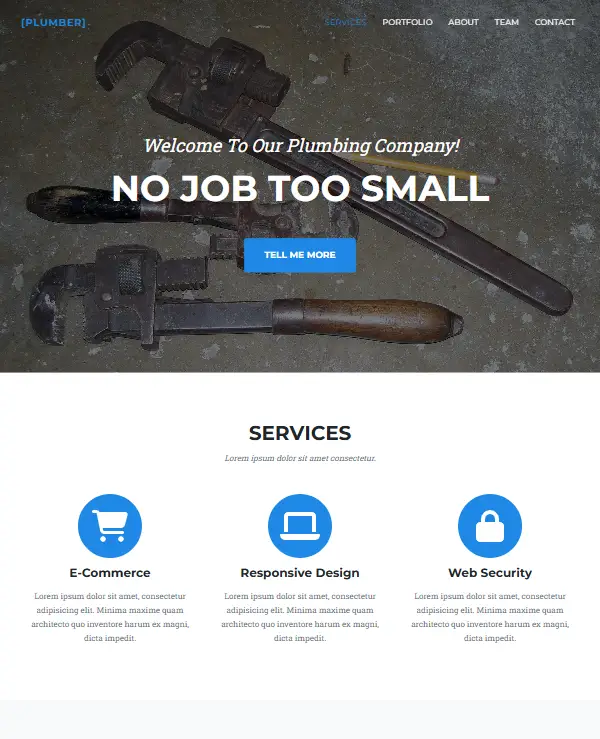 [PLUMBER]
SERVICES PORTFOLIO ABOUT TEAM CONTACT
Welcome To Our Plumbing Company!
NO JOB TOO SMALL
TELL ME MORE
SERVICES
Lorem ipsum dolor sit amet consectetur.
E-Commerce
Lorem ipsum dolor sit amet, consectetur
adipisicing elit. Minima maxime quam
architecto quo inventore harum ex magni,
dicta impedit.
Responsive Design
Lorem ipsum dolor sit amet, consectetur
adipisicing elit. Minima maxime quam
architecto quo inventore harum ex magni,
dicta impedit.
Web Security
Lorem ipsum dolor sit amet, consectetur
adipisicing elit. Minima maxime quam
architecto quo inventore harum ex magni,
dicta impedit.